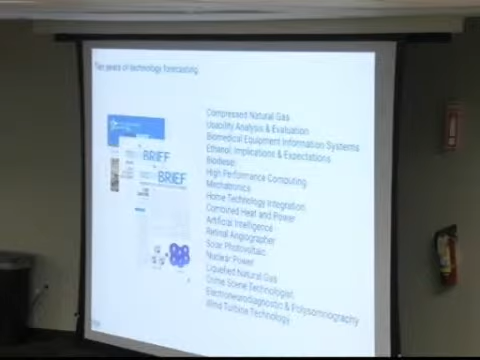 Ten years of technology forecasting
BRIEF
BRIEF
Compressed Natural Gas
Usability Analysis & Evaluation
Biomedical Equipment Information Systems
Ethanol: Implications & Expectations
Biodiesel
High Performance Computing
Mechatronics
Home Technology Integration
Combined Heat and Power
Artificial Intelligence
Retinal Angiographer
Solar Photovoltaic
Nuclear Power
Liquefied Natural Gas
Crime Scene Technologist
Electroneurodiagnostic & Polysomnography
Wind Turbine Technology